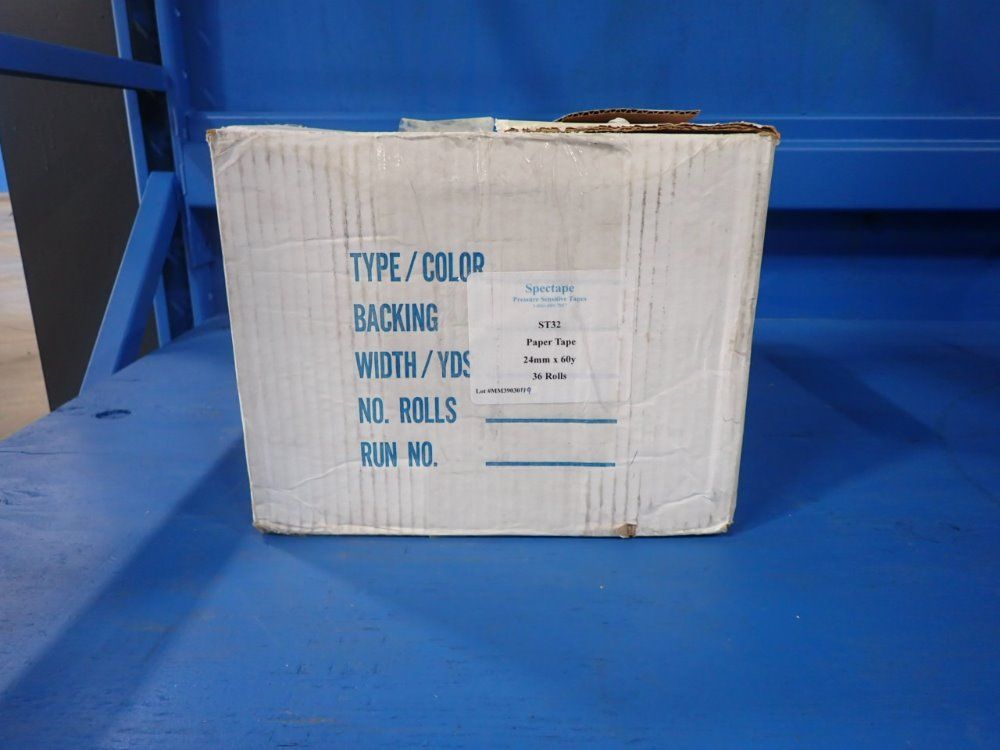 TYPE / COLOR
BACKING
WIDTH / YDS
NO. ROLLS
RUN NO.
Spectape
Pressure Sensitive Tapes
ST32
Paper Tape
24mm x 60y
36 Rolls